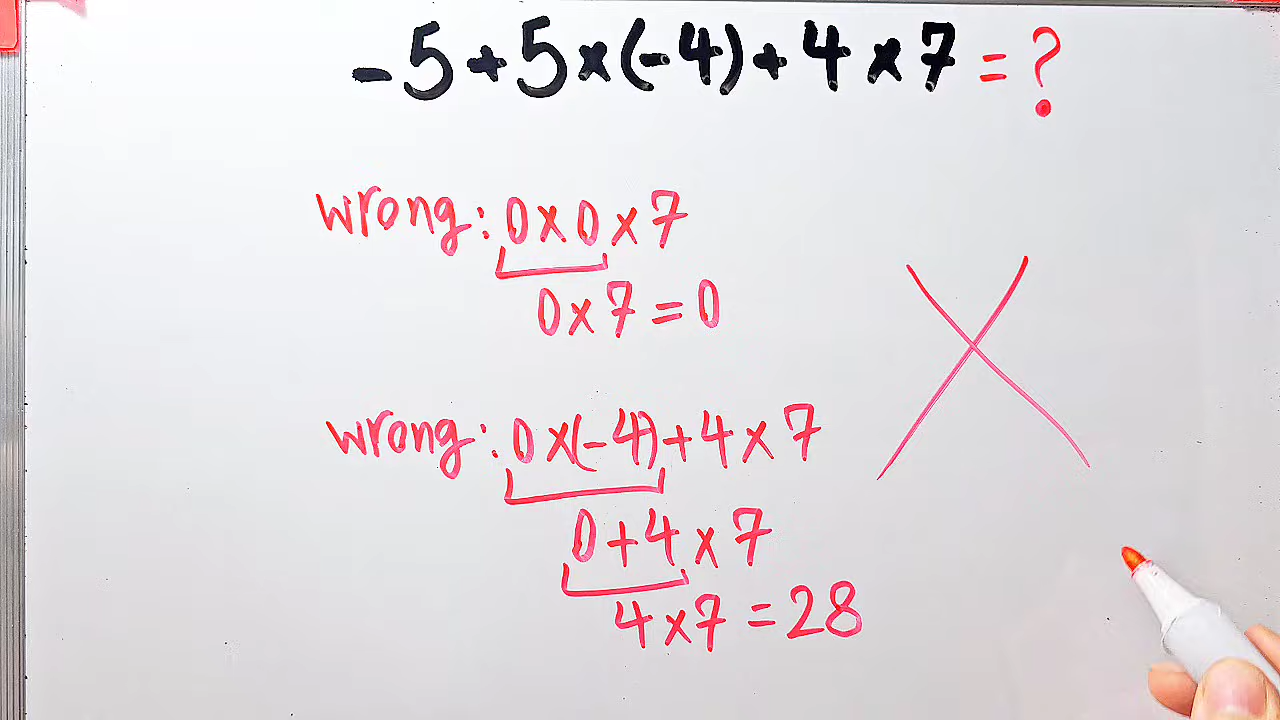 -5+5×(-4)+4×7=?
wrong: 0×0×7
0×7=0
wrong: 0×(-4)+4×7
0+4×7
4×7=28